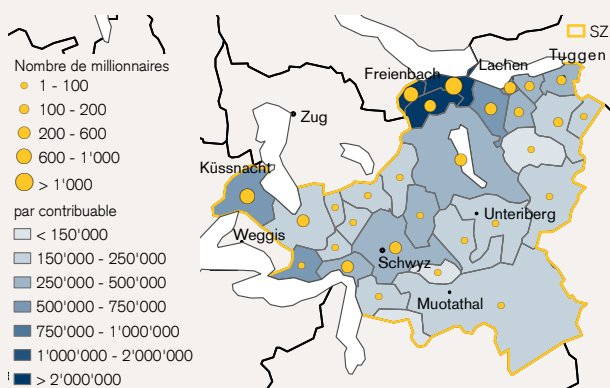 SZ
Nombre de millionnaires
1 - 100
100 - 200
200 - 600
600 - 1'000
> 1'000
par contribuable
< 150'000
150'000 - 250'000
250'000 - 500'000
500'000 - 750'000
750'000 - 1'000'000
1'000'000 - 2'000'000
> 2'000'000
Lachen
Tuggen
Freienbach
Zug
Küssnacht
Weggis
Unteriberg
Schwyz
Muotathal